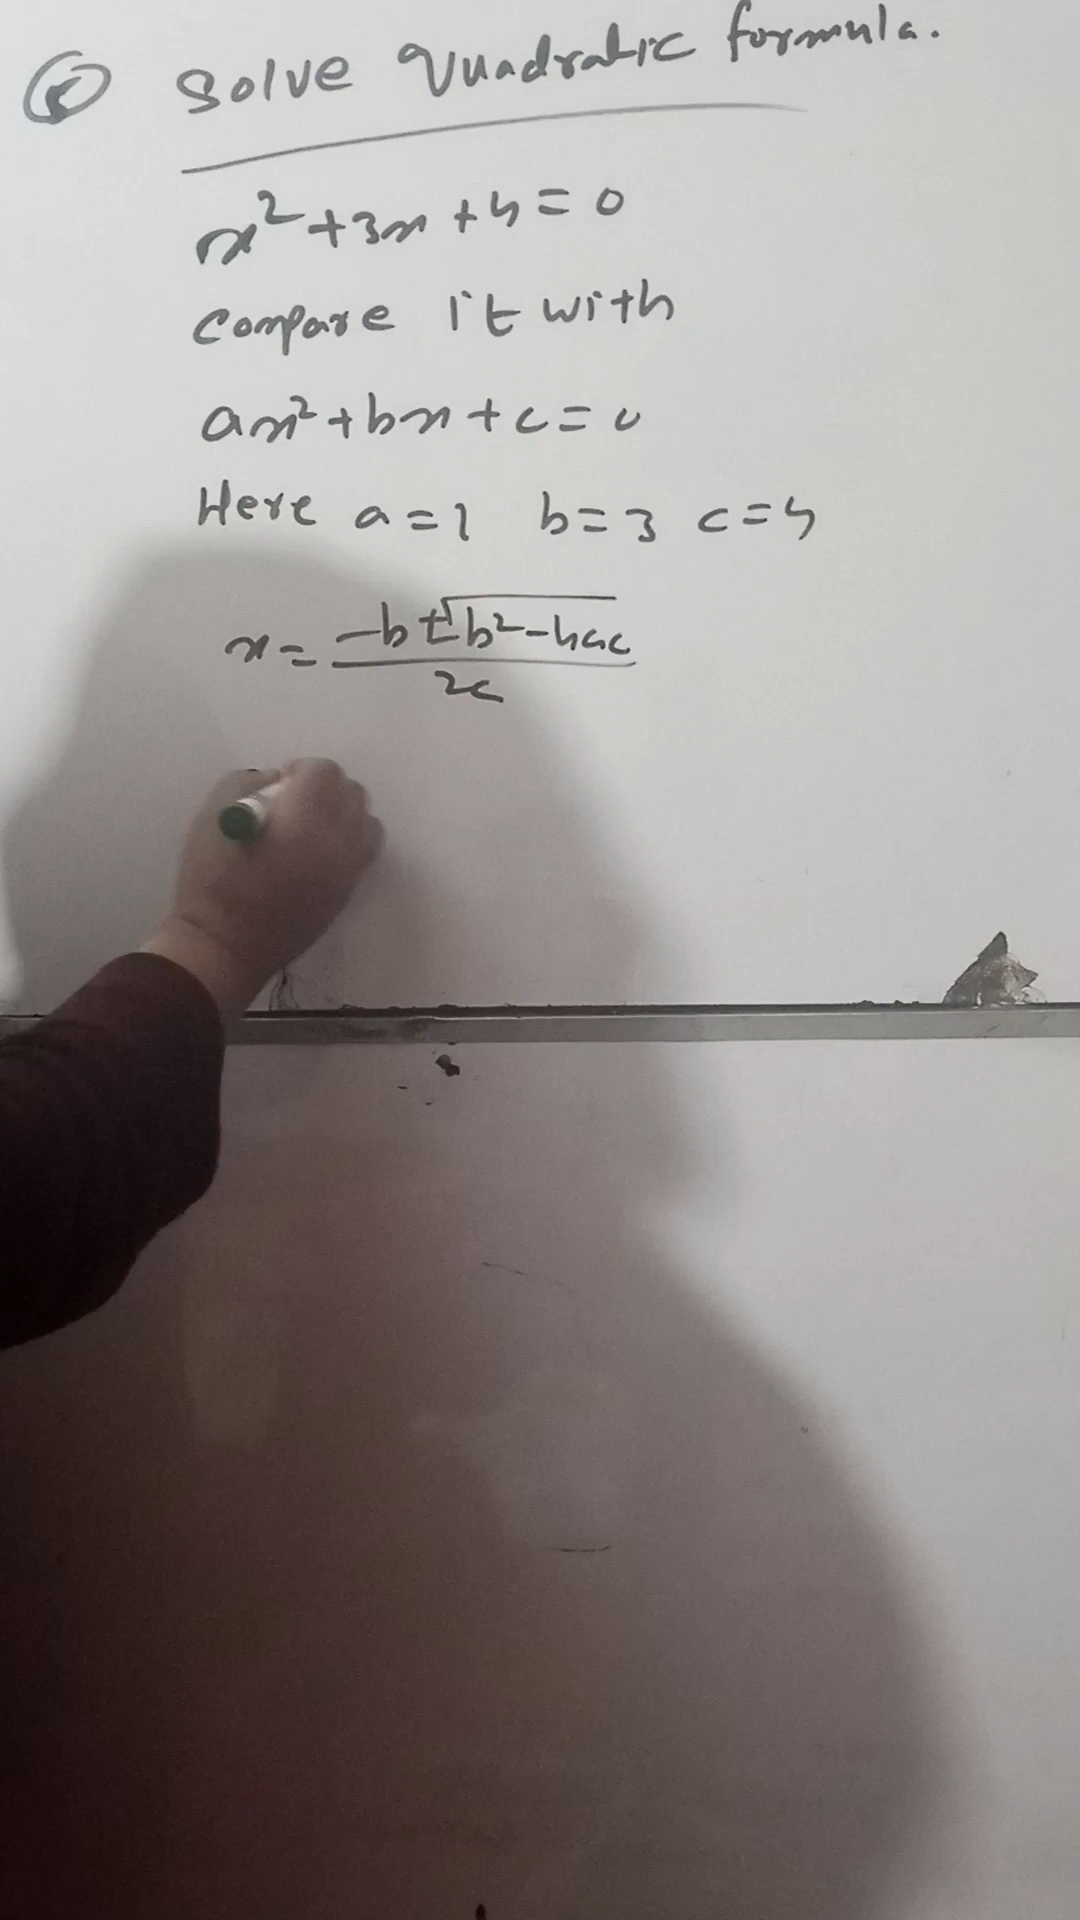 ⑧ Solve Quadratic formula.
x² + 3x + 4 = 0
Compare it with
ax² + bx + c = 0
Here a = 1 b = 3 c = 4
x = -b ± √b² - 4ac / 2c